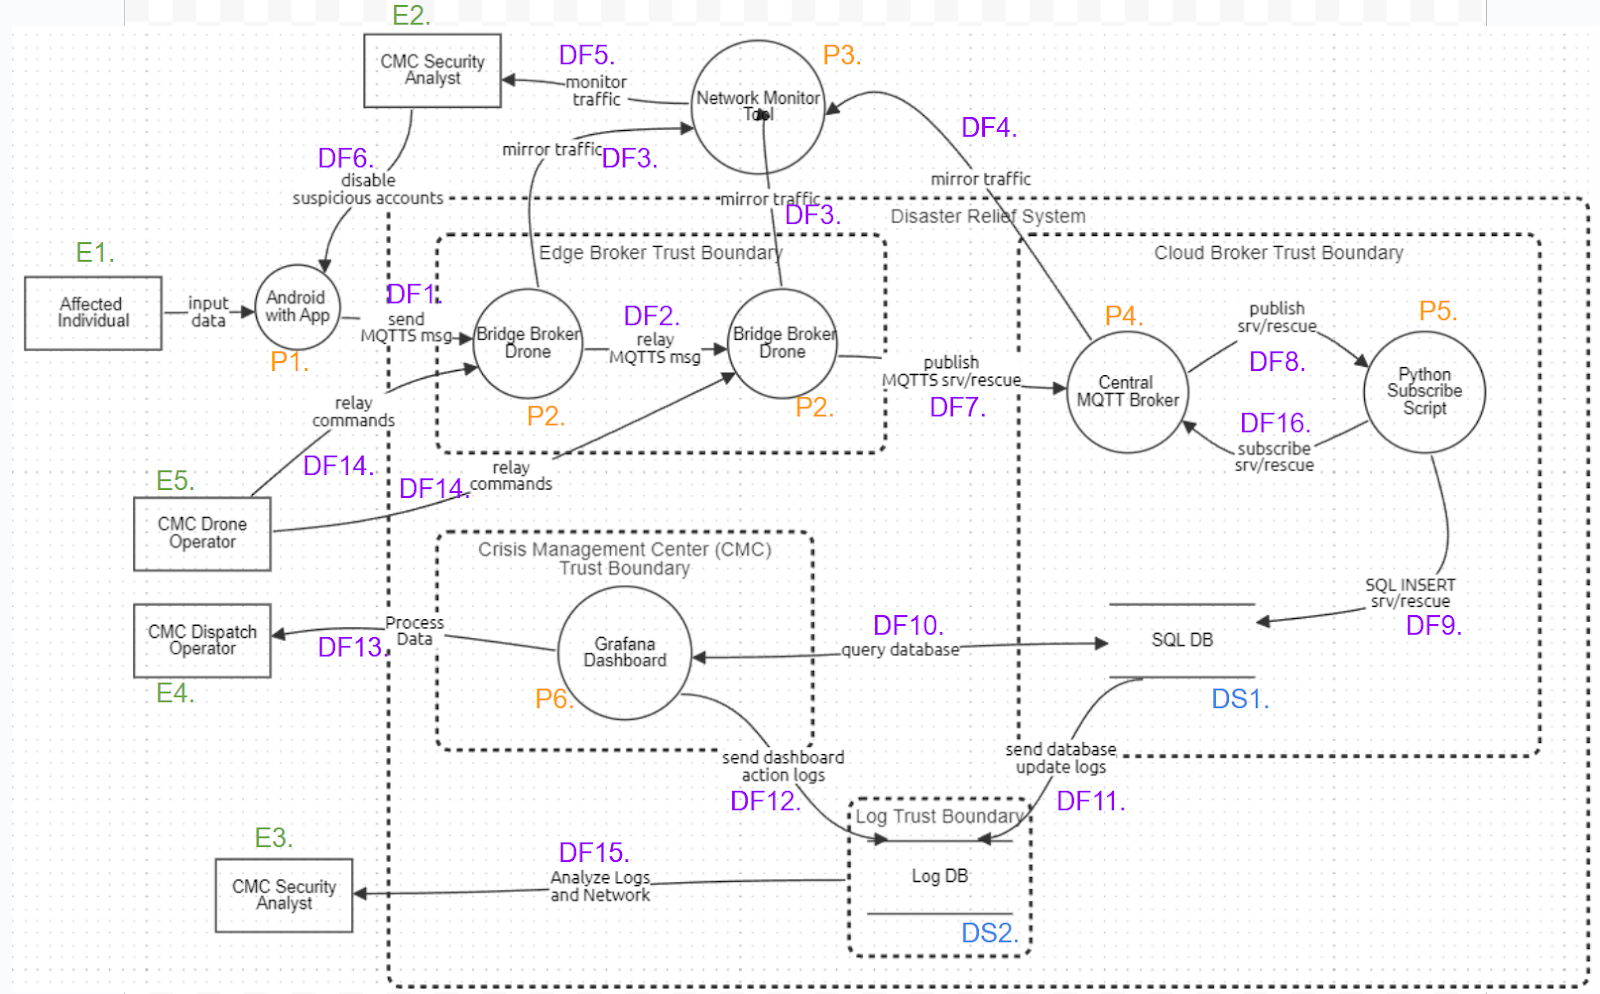 E2.
CMC Security
Analyst
DF5.
monitor
traffic
Network Monitor
Tool
P3.
DF4.
mirror traffic
DF3.
mirror traffic
DF6.
disable
suspicious accounts
mirror traffic
DF3.
Disaster Relief System
E1.
Affected
Individual
input
data
Android
with App
P1.
DF1.
send
MQTTS msg
Edge Broker Trust Boundary
Bridge Broker
Drone
P2.
DF2.
relay
MQTTS msg
Bridge Broker
Drone
P2.
publish
MQTTS srv/rescue
DF7.
Cloud Broker Trust Boundary
P4.
Central
MQTT Broker
publish
srv/rescue
DF8.
P5.
Python
Subscribe
Script
DF16.
subscribe
srv/rescue
relay
commands
DF14.
E5.
CMC Drone
Operator
DF14.
relay
commands
Crisis Management Center (CMC)
Trust Boundary
Grafana
Dashboard
P6.
Process
Data
DF13.
CMC Dispatch
Operator
E4.
DF10.
query database
SQL INSERT
srv/rescue
DF9.
SQL DB
DS1.
send dashboard
action logs
DF12.
send database
update logs
DF11.
Log Trust Boundary
Log DB
DS2.
E3.
CMC Security
Analyst
DF15.
Analyze Logs
and Network